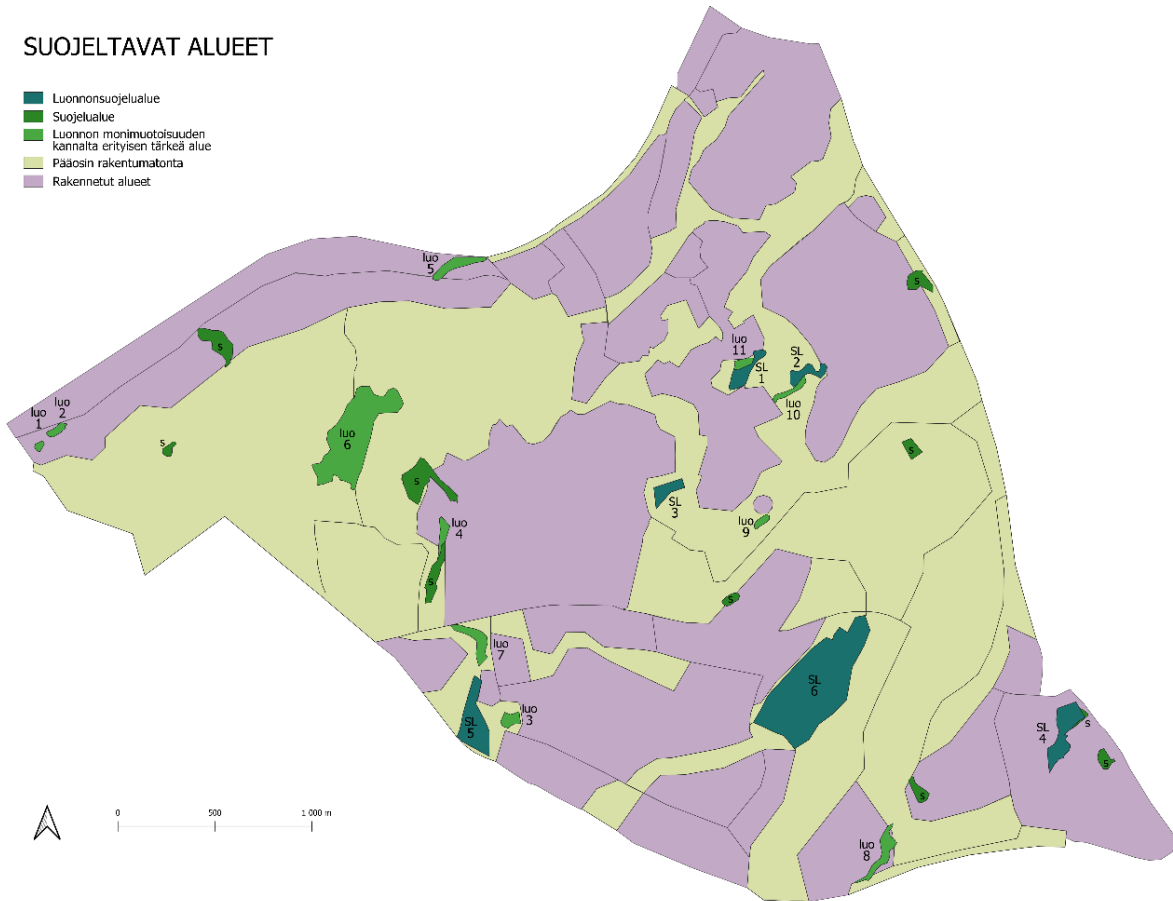 SUOJELTAVAT ALUEET
Luonnonsuojelualue
Suojelualue
Luonnon monimuotoisuuden
kannalta erityisen tärkeä alue
Pääosin rakentumatonta
Rakennetut alueet
luo
5
s
s
luo
11
SL
1
SL
2
luo
10
luo
1
luo
2
s
luo
6
s
s
SL
3
luo
9
luo
4
s
s
luo
7
SL
6
SL
5
luo
3
SL
4
s
s
s
luo
8
0
500
1 000 m